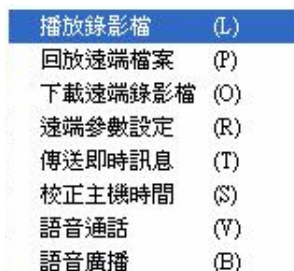 播放錄影檔 (L)
回放遠端檔案 (P)
下載遠端錄影檔 (O)
遠端參數設定 (R)
傳送即時訊息 (T)
校正主機時間 (S)
語音通話 (V)
語音廣播 (B)